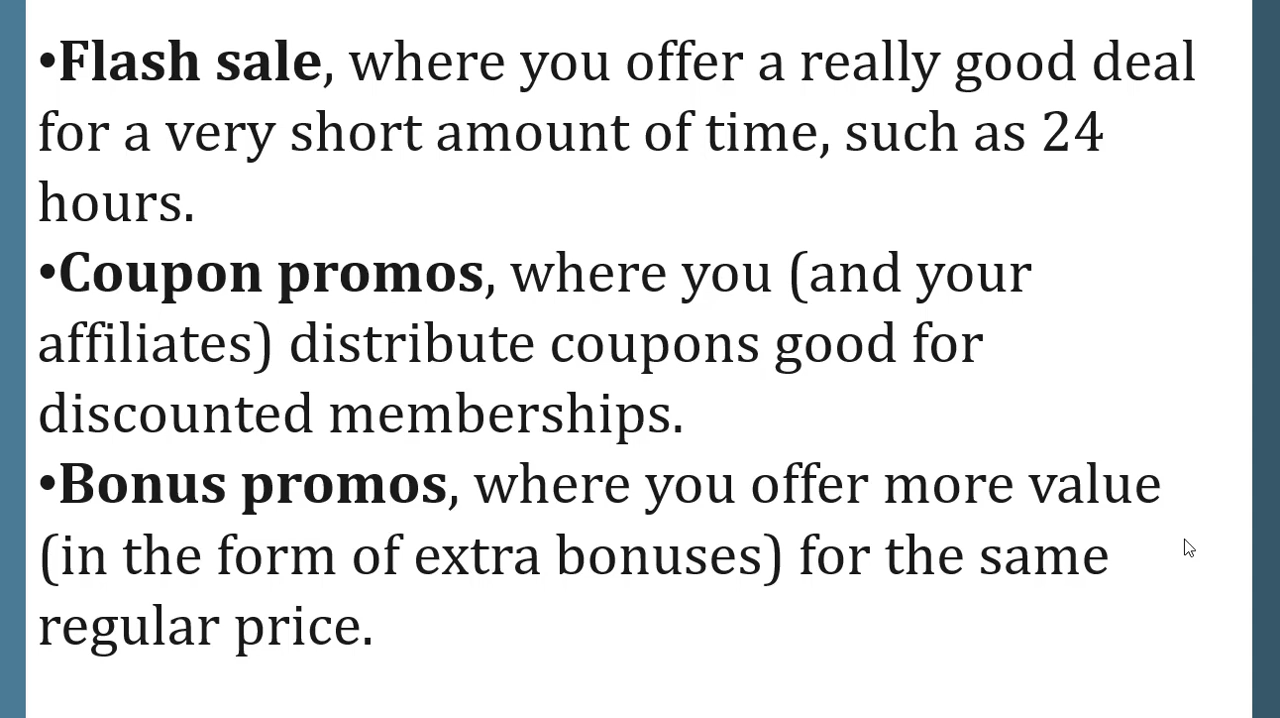 •Flash sale, where you offer a really good deal
for a very short amount of time, such as 24
hours.
•Coupon promos, where you (and your
affiliates) distribute coupons good for
discounted memberships.
•Bonus promos, where you offer more value
(in the form of extra bonuses) for the same
regular price.